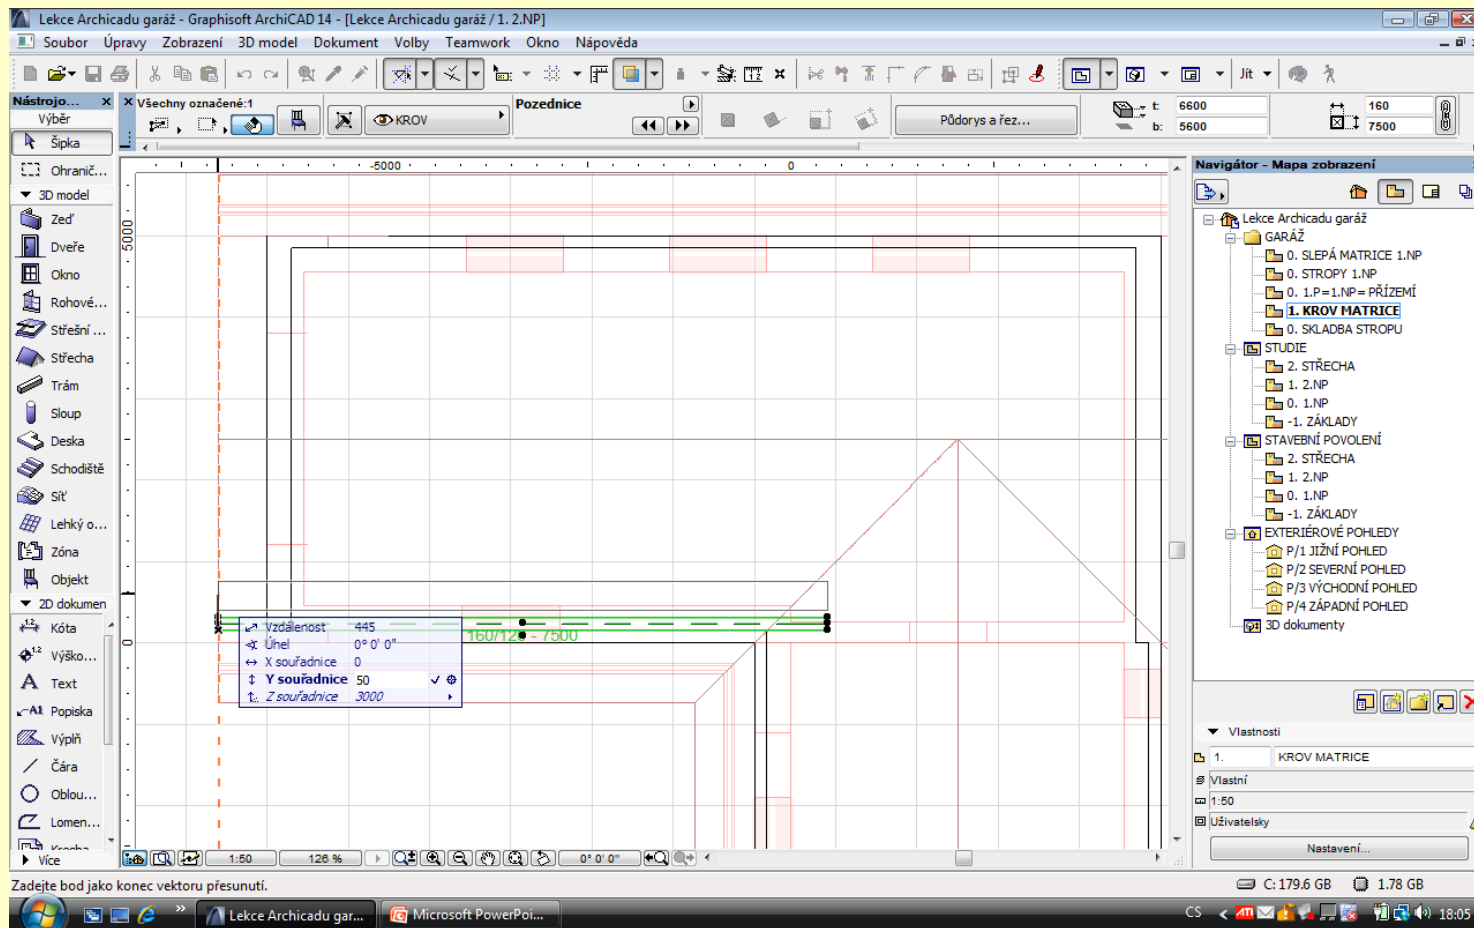 Lekce Archicadu garáž - Graphisoft ArchiCAD 14 - [Lekce Archicadu garáž / 1. 2.NP]
Soubor Úpravy Zobrazení 3D model Dokument Volby Teamwork Okno Nápověda
Jít
Nástrojo...
Výběr
Šipka
Ohranič...
3D model
Zeď
Dveře
Okno
Rohové...
Střešní ...
Střecha
Trám
Sloup
Deska
Schodiště
Síť
Lehký o...
Zóna
Objekt
2D dokumen
Kóta
Výško...
Text
Popiska
Výplň
Čára
Oblou...
Lomen...
Více
Všechny označené:1
KROV
Pozednice
Půdorys a řez...
t: 6600
b: 5600
160
7500
-5000
0
5000
0
160/120 - 7500
Vzdálenost 445
Úhel 0° 0' 0"
X souřadnice 0
Y souřadnice 50
Z souřadnice 3000
1:50
126 %
0° 0' 0"
Navigátor - Mapa zobrazení
Lekce Archicadu garáž
GARÁŽ
0. SLEPÁ MATRICE 1.NP
0. STROPY 1.NP
0. 1.P=1.NP= PŘÍZEMÍ
1. KROV MATRICE
0. SKLADBA STROPU
STUDIE
2. STŘECHA
1. 2.NP
0. 1.NP
-1. ZÁKLADY
STAVEBNÍ POVOLENÍ
2. STŘECHA
1. 2.NP
0. 1.NP
-1. ZÁKLADY
EXTERIÉROVÉ POHLEDY
P/1 JIŽNÍ POHLED
P/2 SEVERNÍ POHLED
P/3 VÝCHODNÍ POHLED
P/4 ZÁPADNÍ POHLED
3D dokumenty
Vlastnosti
1. KROV MATRICE
Vlastní
1:50
Uživatelsky
Nastavení...
Zadejte bod jako konec vektoru přesunutí.
C: 179.6 GB 1.78 GB
Lekce Archicadu gar...
Microsoft PowerPoi...
CS
18:05